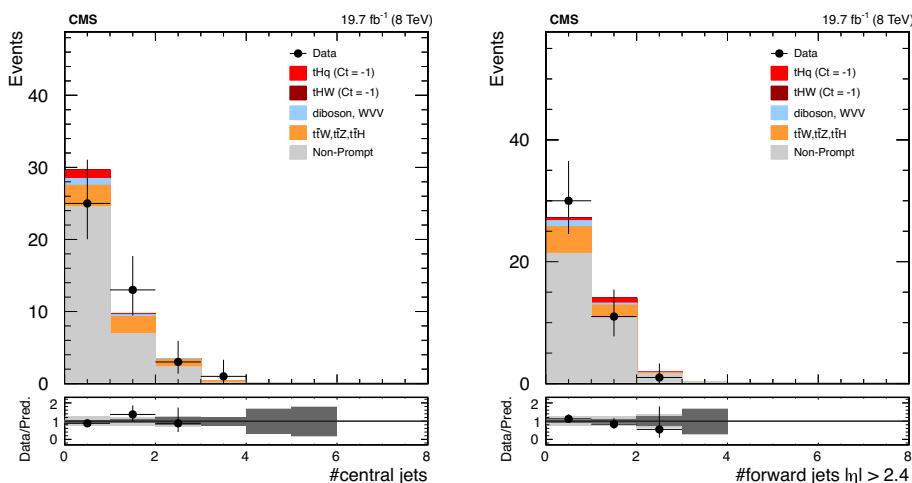 CMS 19.7 fb⁻¹ (8 TeV)
Events
40
30
20
10
0
Data
tHq (Ct = -1)
tHW (Ct = -1)
diboson, WVV
tt̄W,tt̄Z,tt̄H
Non-Prompt
Data/Pred.
2
1
0
0 2 4 6 8
#central jets
CMS 19.7 fb⁻¹ (8 TeV)
Events
40
20
0
Data
tHq (Ct = -1)
tHW (Ct = -1)
diboson, WVV
tt̄W,tt̄Z,tt̄H
Non-Prompt
Data/Pred.
2
1
0
0 2 4 6 8
#forward jets |η| > 2.4